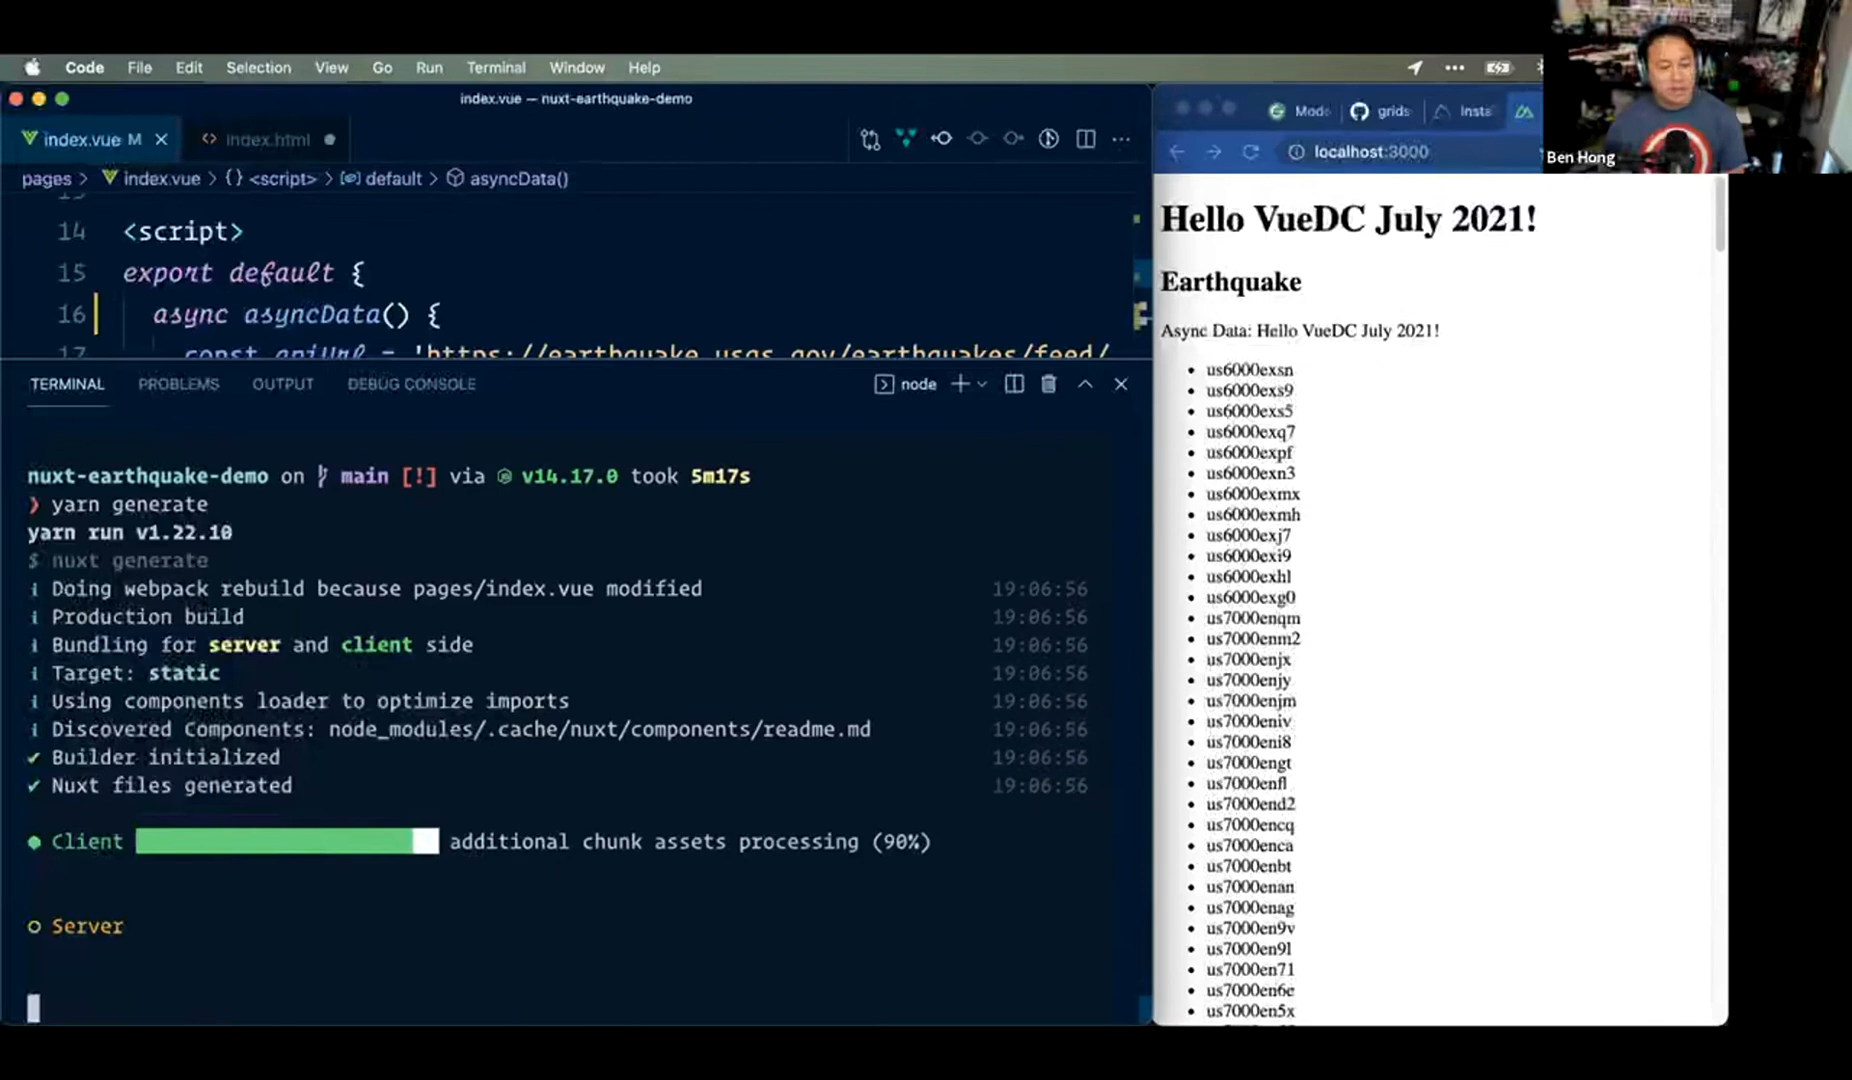 Code File Edit Selection View Go Run Terminal Window Help
index.vue — nuxt-earthquake-demo
index.vue M
index.html
pages > index.vue > {} <script> > default > asyncData()
14 <script>
15 export default {
16 async asyncData() {
17 const apiUrl = 'https://earthquake.usgs.gov/earthquakes/feed/
TERMINAL PROBLEMS OUTPUT DEBUG CONSOLE
node
nuxt-earthquake-demo on main [!] via v14.17.0 took 5m17s
❯ yarn generate
yarn run v1.22.10
$ nuxt generate
i Doing webpack rebuild because pages/index.vue modified 19:06:56
i Production build 19:06:56
i Bundling for server and client side 19:06:56
i Target: static 19:06:56
i Using components loader to optimize imports 19:06:56
i Discovered Components: node_modules/.cache/nuxt/components/readme.md 19:06:56
✔ Builder initialized 19:06:56
✔ Nuxt files generated 19:06:56
● Client additional chunk assets processing (90%)
○ Server
Mode grids Insta
localhost:3000
Ben Hong
Hello VueDC July 2021!
Earthquake
Async Data: Hello VueDC July 2021!
• us6000exsn
• us6000exs9
• us6000exs5
• us6000exq7
• us6000expf
• us6000exn3
• us6000exmx
• us6000exmh
• us6000exj7
• us6000exi9
• us6000exhl
• us6000exg0
• us7000enqm
• us7000enm2
• us7000enjx
• us7000enjy
• us7000enjm
• us7000eniv
• us7000eni8
• us7000engt
• us7000enfl
• us7000end2
• us7000encq
• us7000enca
• us7000enbt
• us7000enan
• us7000enag
• us7000en9v
• us7000en9l
• us7000en71
• us7000en6e
• us7000en5x